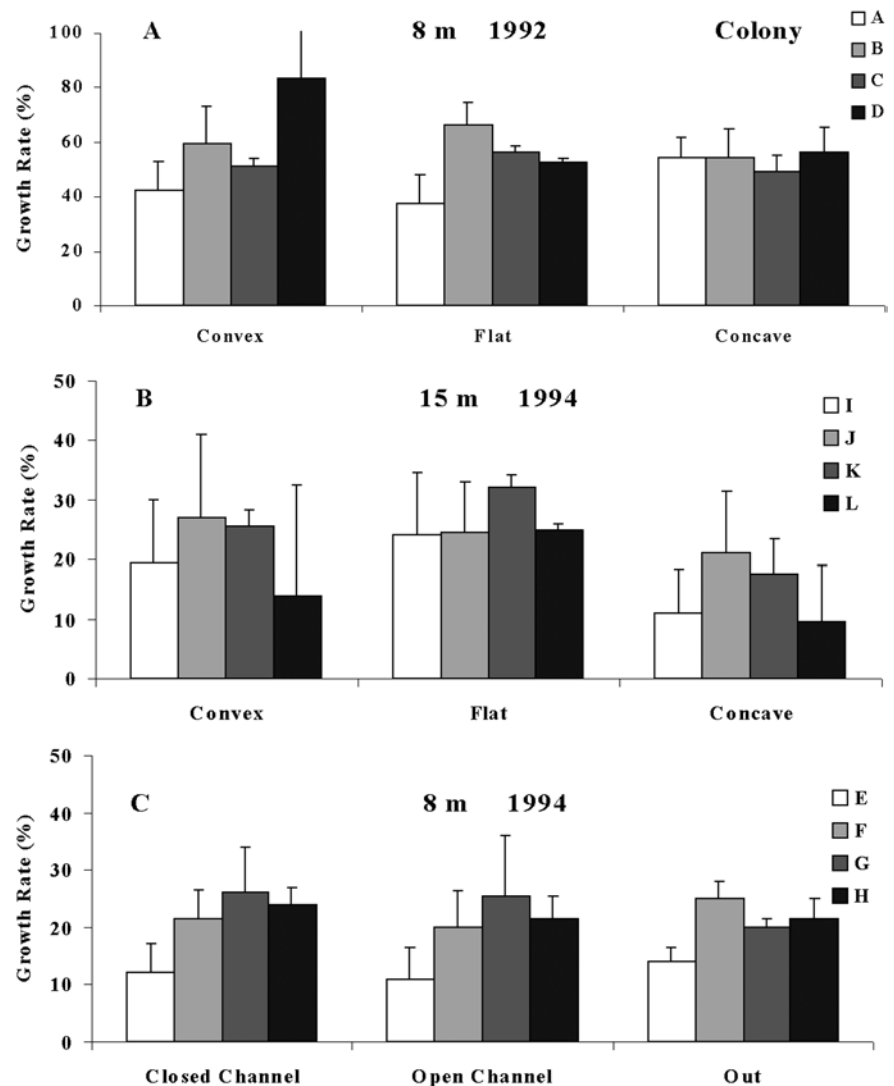 A 8 m 1992 Colony
A
B
C
D
Growth Rate (%)
100
80
60
40
20
0
Convex Flat Concave
B 15 m 1994
I
J
K
L
Growth Rate (%)
50
40
30
20
10
0
Convex Flat Concave
C 8 m 1994
E
F
G
H
Growth Rate (%)
50
40
30
20
10
0
Closed Channel Open Channel Out